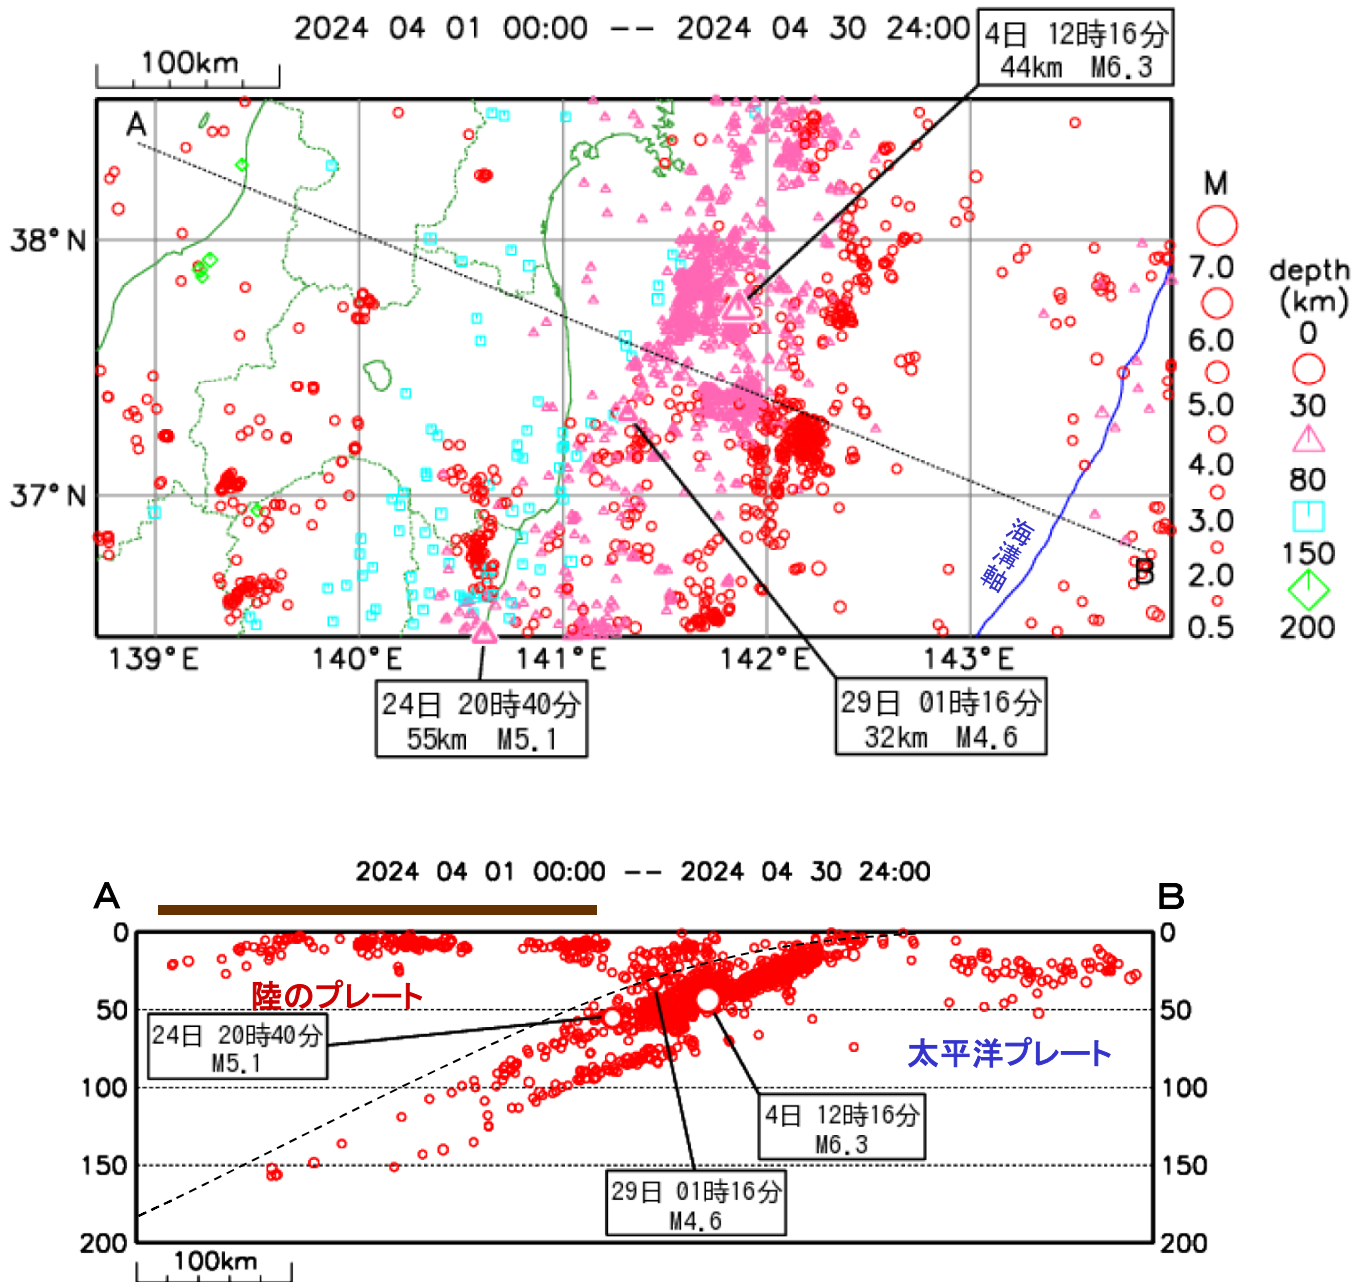 2024 04 01 00:00 -- 2024 04 30 24:00
4日 12時16分
44km M6.3
100km
A
38°N
37°N
139°E
140°E
141°E
142°E
143°E
海溝軸
B
M
7.0
6.0
5.0
4.0
3.0
2.0
0.5
depth
(km)
0
30
80
150
200
24日 20時40分
55km M5.1
29日 01時16分
32km M4.6
2024 04 01 00:00 -- 2024 04 30 24:00
A
B
0
50
100
150
200
0
50
100
150
200
陸のプレート
太平洋プレート
24日 20時40分
M5.1
4日 12時16分
M6.3
29日 01時16分
M4.6
100km